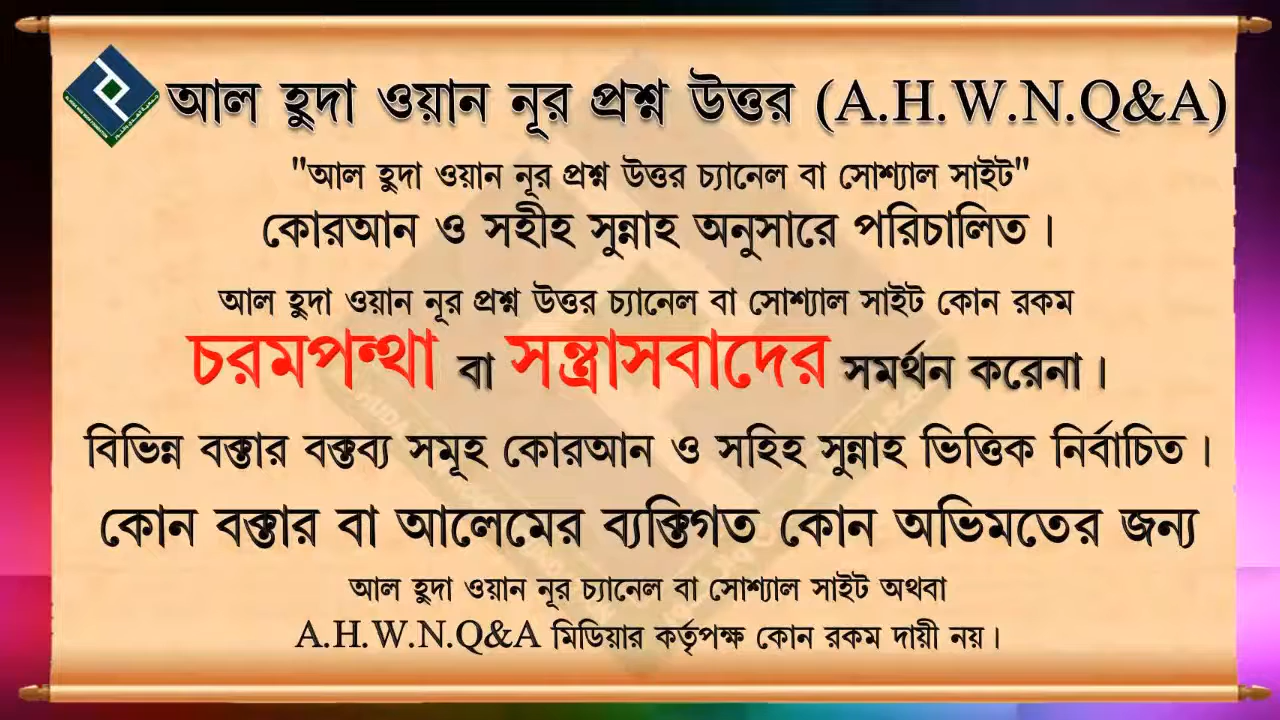 আল হুদা ওয়ান নূর প্রশ্ন উত্তর (A.H.W.N.Q&A)
"আল হুদা ওয়ান নূর প্রশ্ন উত্তর চ্যানেল বা সোশ্যাল সাইট"
কোরআন ও সহীহ সুন্নাহ অনুসারে পরিচালিত।
আল হুদা ওয়ান নূর প্রশ্ন উত্তর চ্যানেল বা সোশ্যাল সাইট কোন রকম
চরমপন্থা বা সন্ত্রাসবাদের সমর্থন করেনা।
বিভিন্ন বক্তার বক্তব্য সমূহ কোরআন ও সহিহ সুন্নাহ ভিত্তিক নির্বাচিত।
কোন বক্তার বা আলেমের ব্যক্তিগত কোন অভিমতের জন্য
আল হুদা ওয়ান নূর চ্যানেল বা সোশ্যাল সাইট অথবা
A.H.W.N.Q&A মিডিয়ার কর্তৃপক্ষ কোন রকম দায়ী নয়।